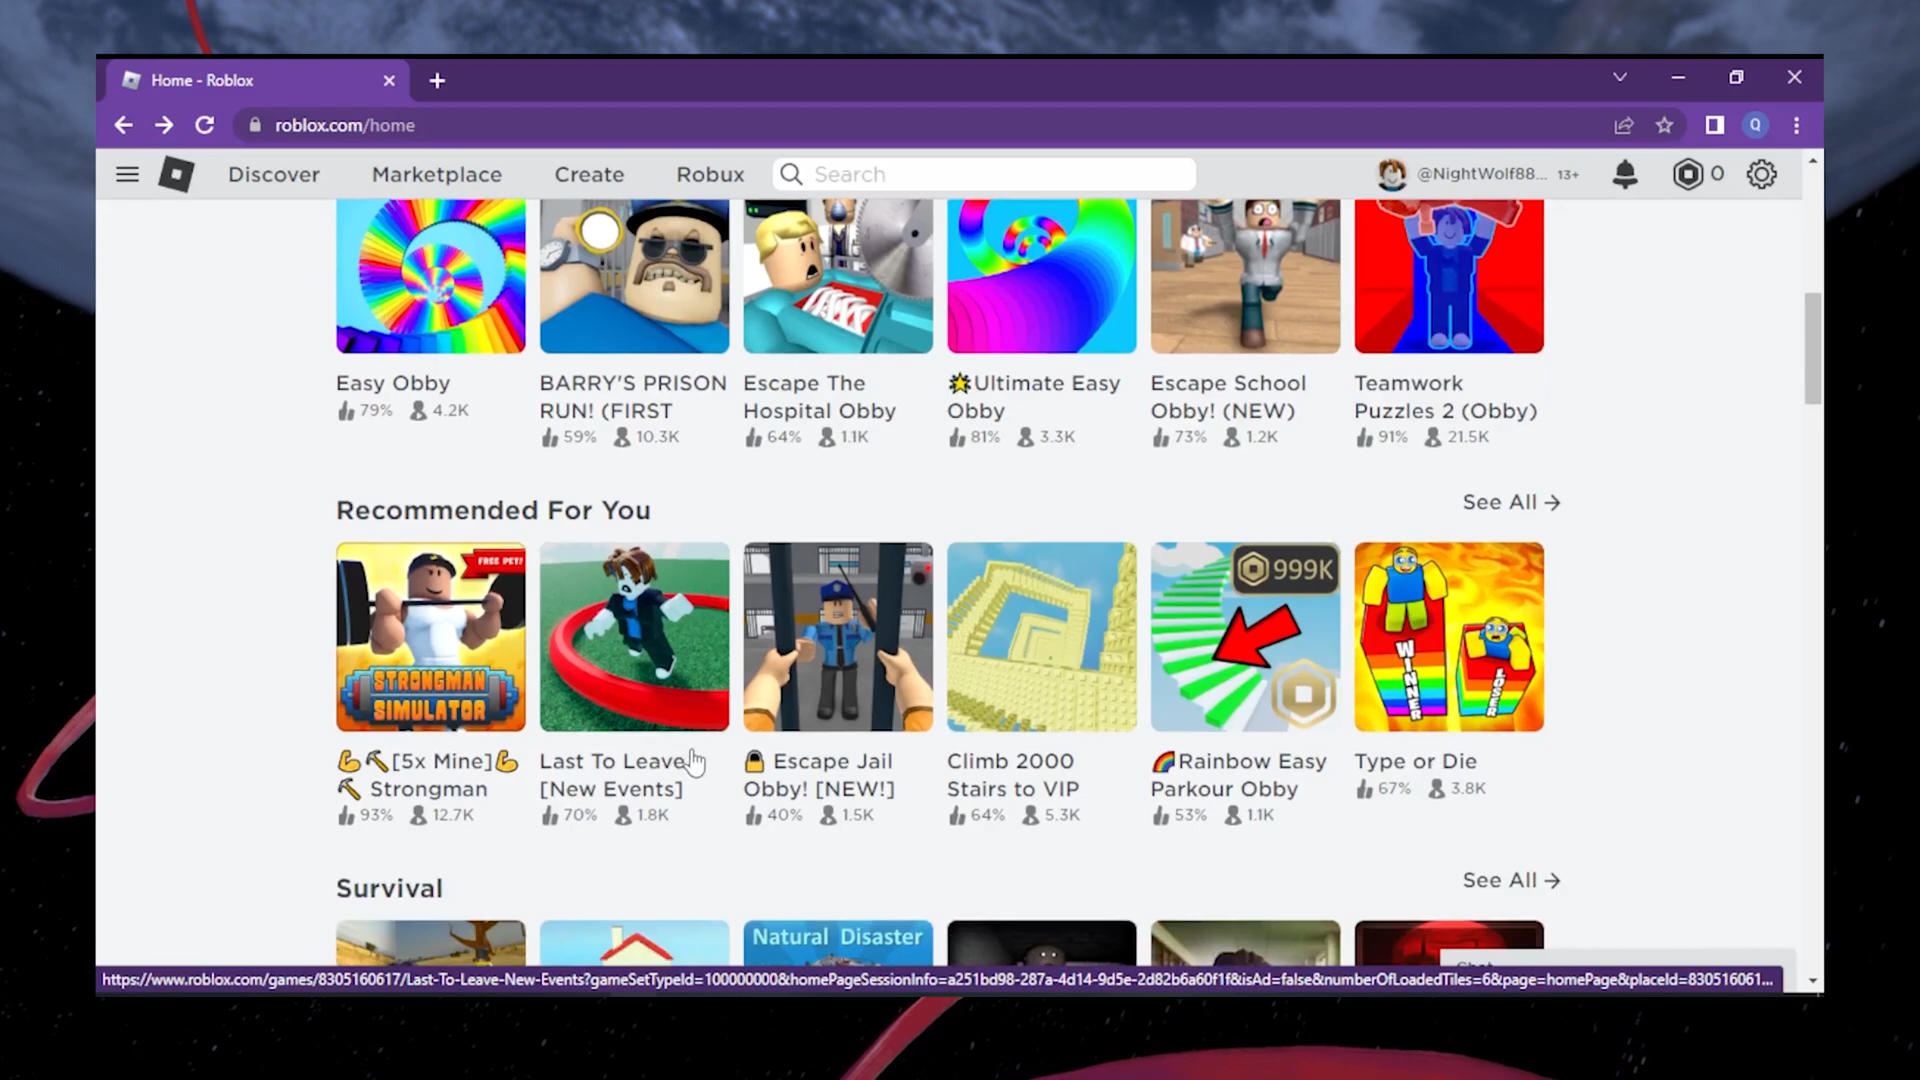 Home - Roblox
roblox.com/home
Q
Discover
Marketplace
Create
Robux
Search
@NightWolf88... 13+
0
Easy Obby
79% 4.2K
BARRY'S PRISON
RUN! (FIRST
59% 10.3K
Escape The
Hospital Obby
64% 1.1K
Ultimate Easy
Obby
81% 3.3K
Escape School
Obby! (NEW)
73% 1.2K
Teamwork
Puzzles 2 (Obby)
91% 21.5K
Recommended For You
See All
FREE PET!
STRONGMAN
SIMULATOR
999K
WINNER
LOSER
[5x Mine]
Strongman
93% 12.7K
Last To Leave
[New Events]
70% 1.8K
Escape Jail
Obby! [NEW!]
40% 1.5K
Climb 2000
Stairs to VIP
64% 5.3K
Rainbow Easy
Parkour Obby
53% 1.1K
Type or Die
67% 3.8K
Survival
See All
Natural Disaster
Chat
https://www.roblox.com/games/8305160617/Last-To-Leave-New-Events?gameSetTypeId=100000000&homePageSessionInfo=a251bd98-287a-4d14-9d5e-2d82b6a60f1f&isAd=false&numberOfLoadedTiles=6&page=homePage&placeId=830516061...